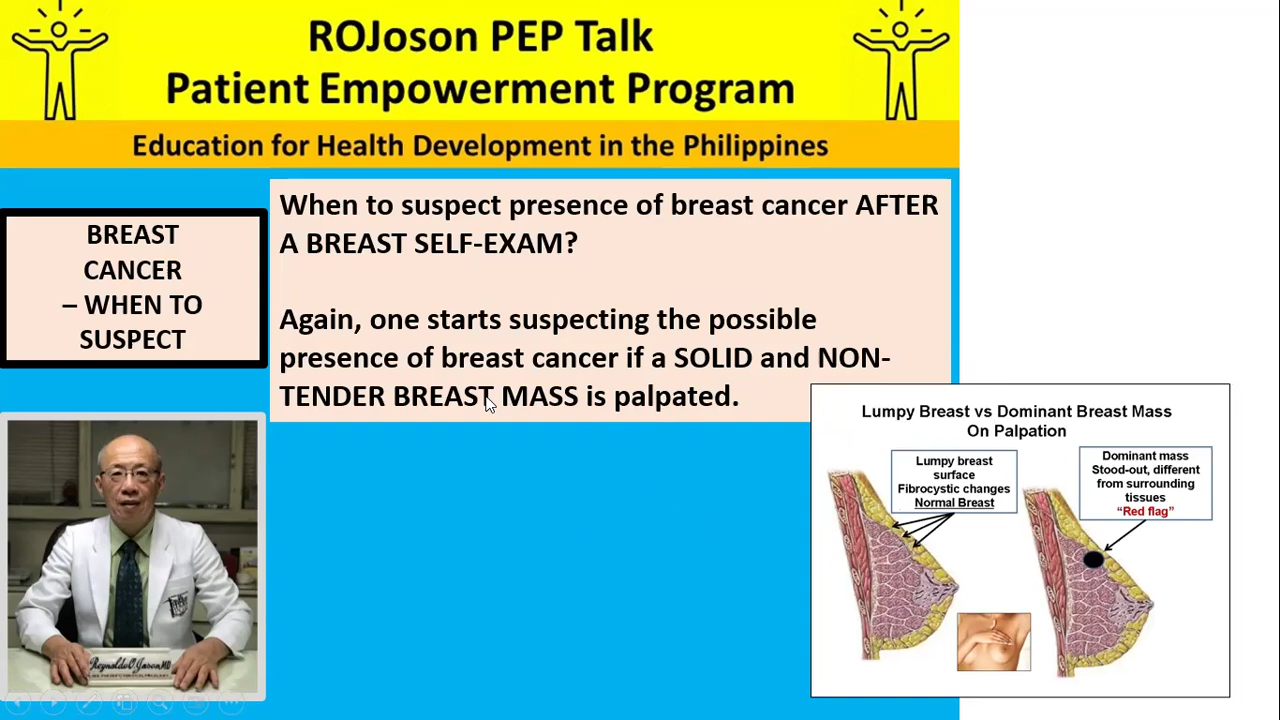 ROJoson PEP Talk
Patient Empowerment Program
Education for Health Development in the Philippines
BREAST
CANCER
– WHEN TO
SUSPECT
When to suspect presence of breast cancer AFTER
A BREAST SELF-EXAM?
Again, one starts suspecting the possible
presence of breast cancer if a SOLID and NON-
TENDER BREAST MASS is palpated.
Lumpy Breast vs Dominant Breast Mass
On Palpation
Lumpy breast
surface
Fibrocystic changes
Normal Breast
Dominant mass
Stood-out, different
from surrounding
tissues
“Red flag”
Reynaldo O. Joson, MD